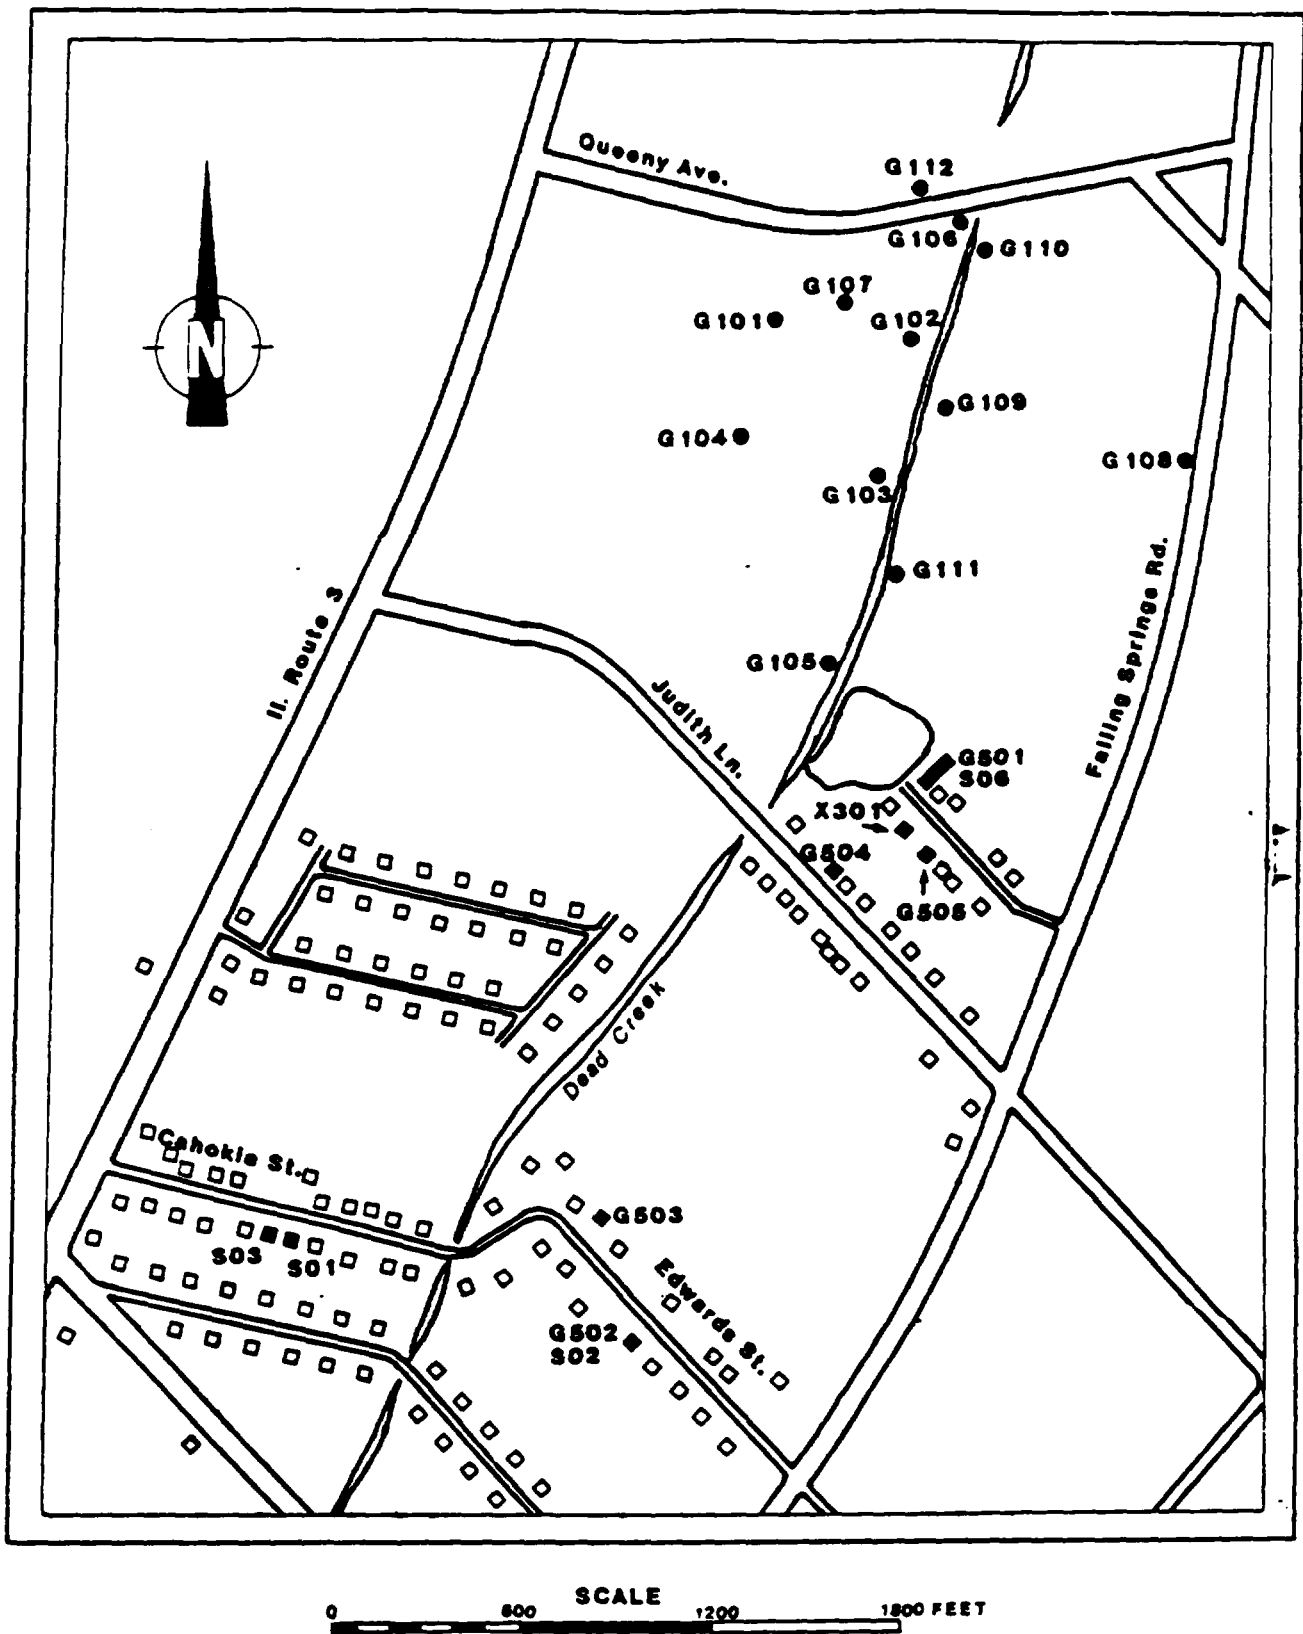 Queeny Ave.
G112
G106
G110
G107
G101
G102
N
G109
G104
G108
G103
G111
Falling Springs Rd.
Il. Route 3
G105
Judith Ln.
G501
S06
X301
G504
G505
Dead Creek
Cahokia St.
G503
S03
S01
Edwards St.
G502
S02
SCALE
0 600 1200 1800 FEET